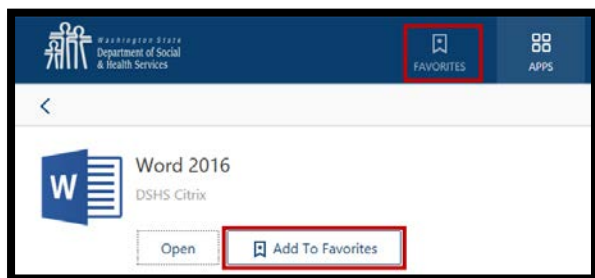 Washington State
Department of Social
& Health Services
FAVORITES
APPS
Word 2016
DSHS Citrix
W
Open
Add To Favorites